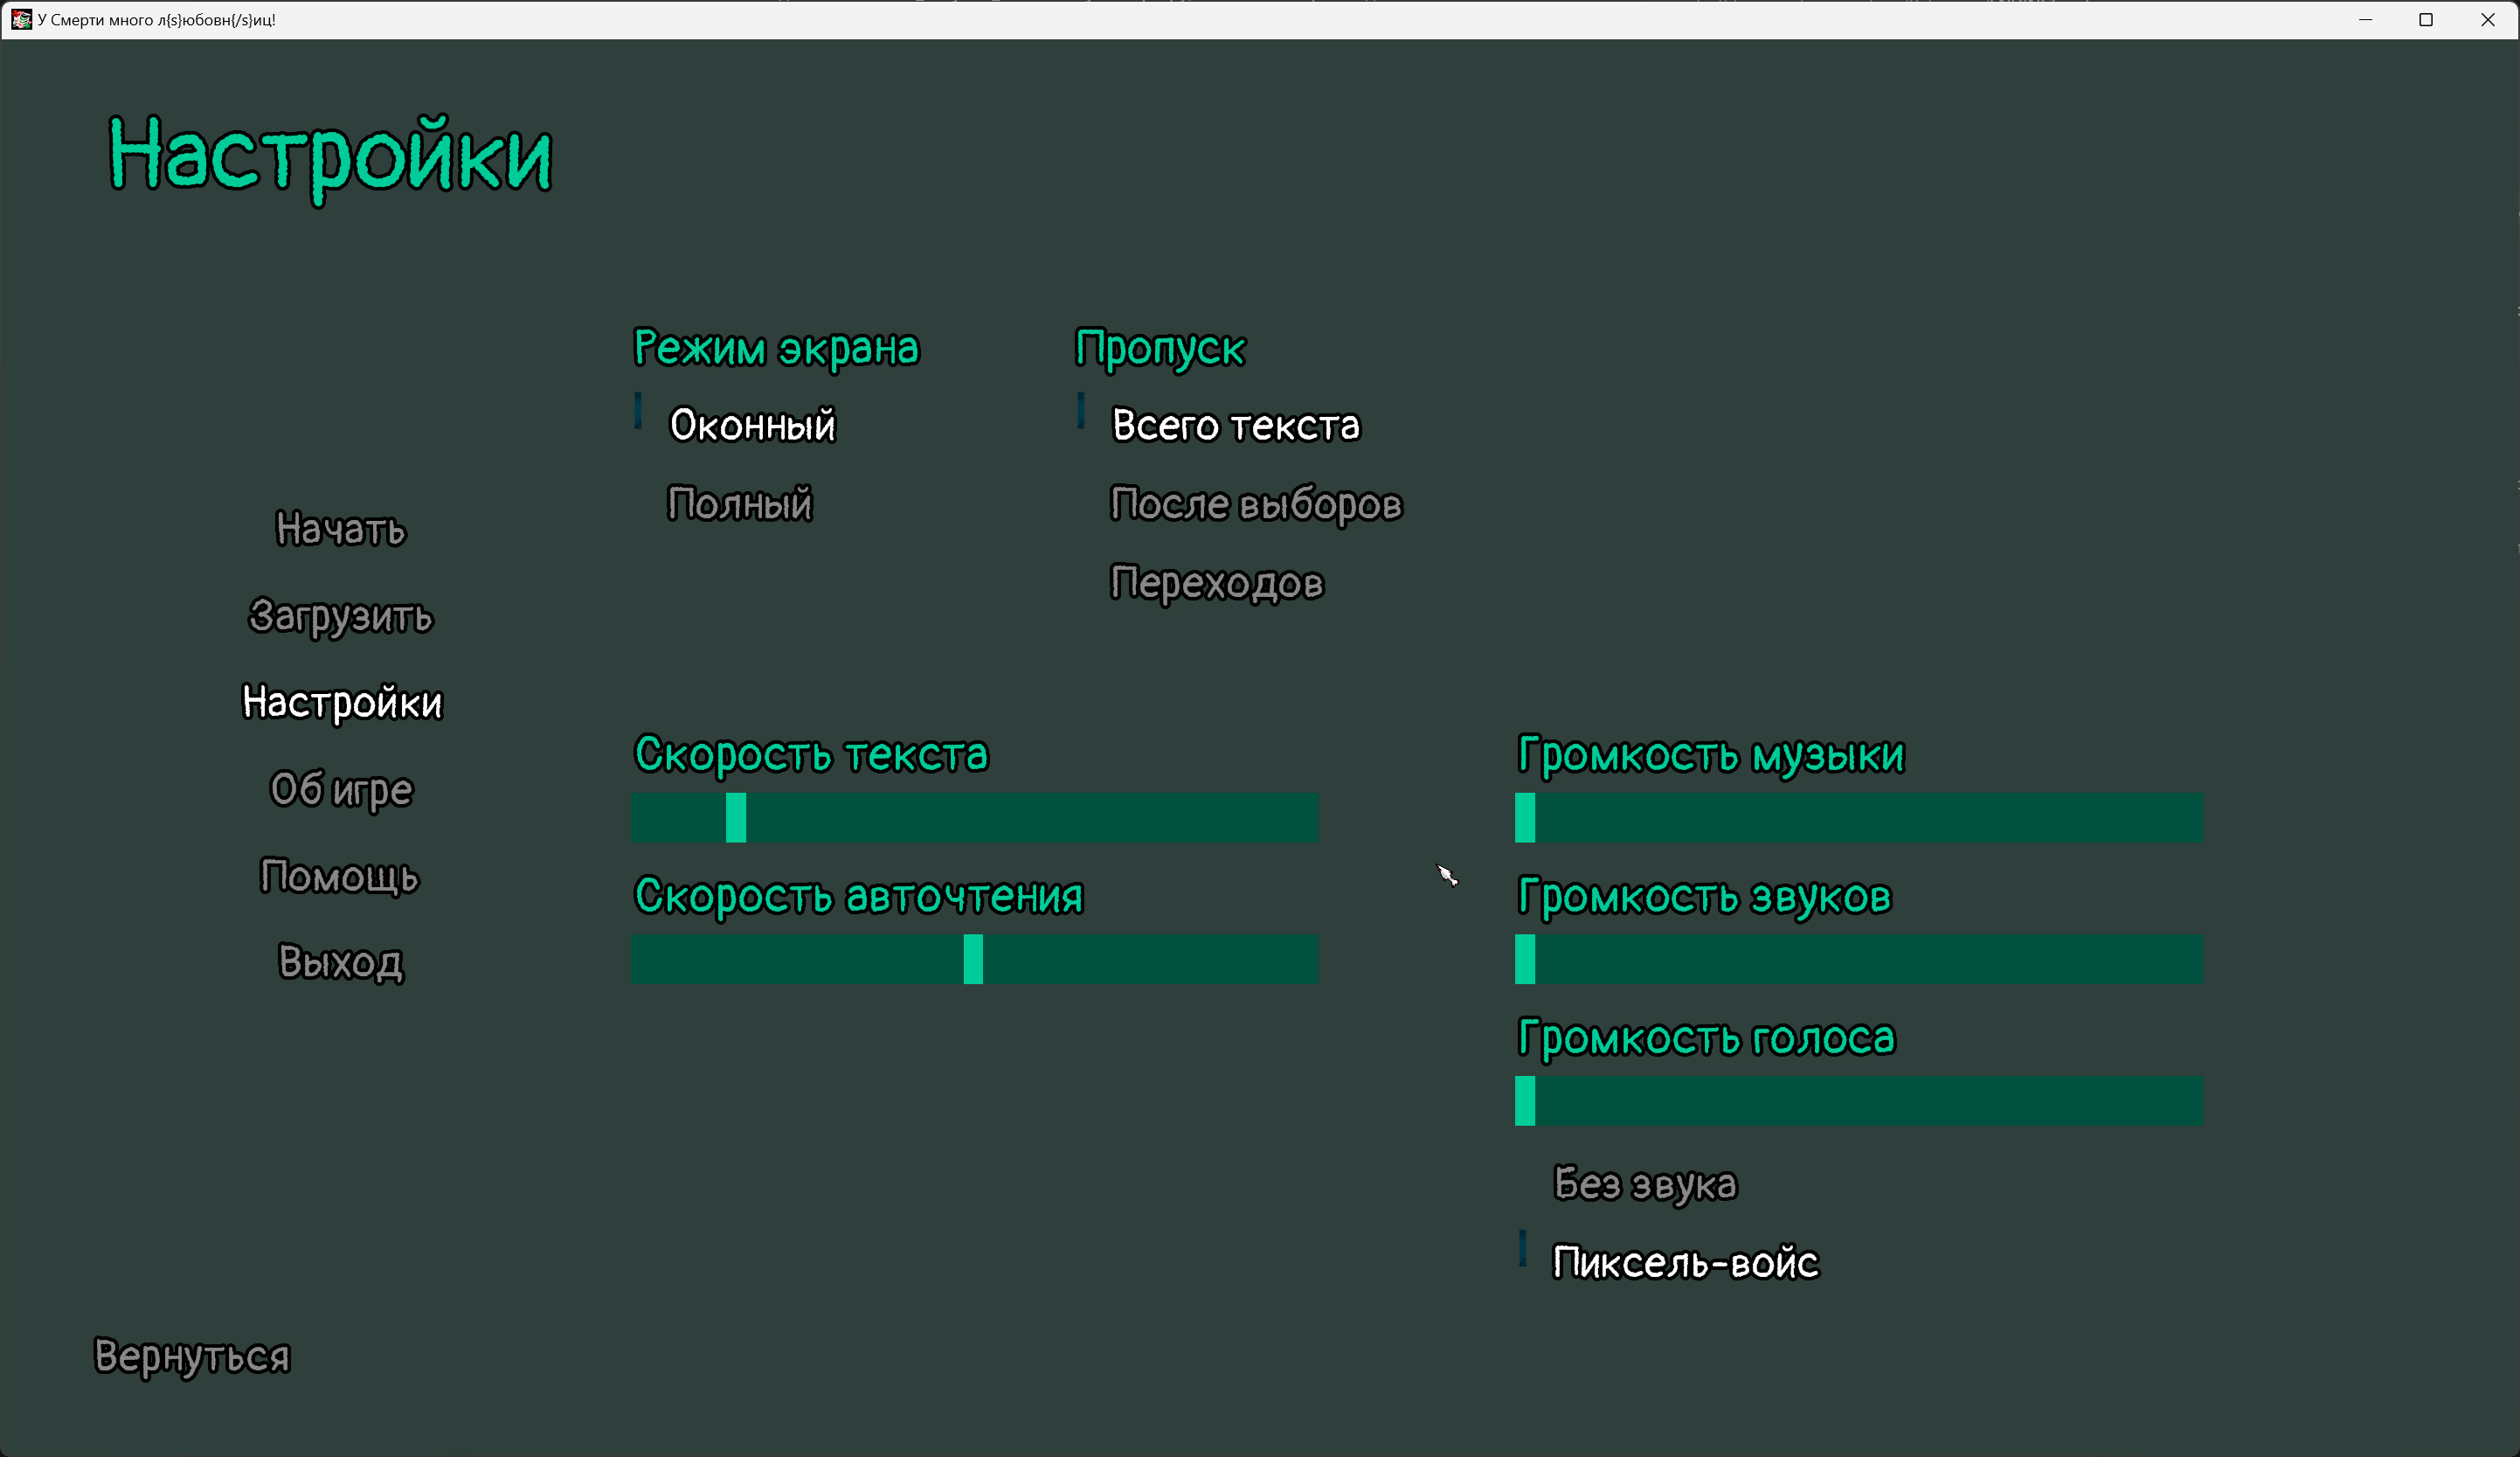 У Смерти много л{s}юбовн{/s}иц!
Настройки
Начать
Загрузить
Настройки
Об игре
Помощь
Выход
Вернуться
Режим экрана
Оконный
Полный
Пропуск
Всего текста
После выборов
Переходов
Скорость текста
Скорость авточтения
Громкость музыки
Громкость звуков
Громкость голоса
Без звука
Пиксель-войс